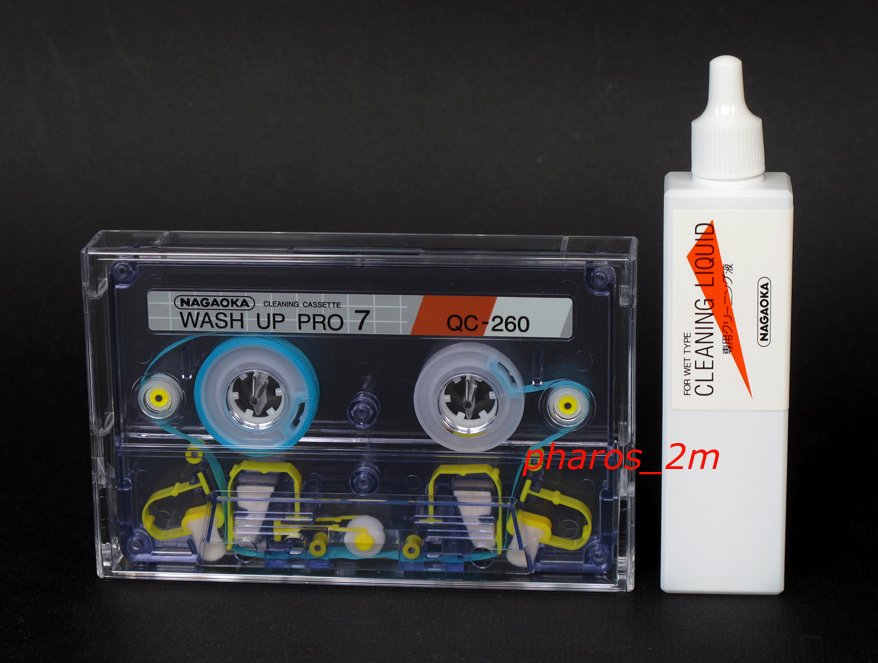 NAGAOKA CLEANING CASSETTE
WASH UP PRO 7
QC-260
FOR WET TYPE
CLEANING LIQUID
専用クリーニング液
NAGAOKA
pharos_2m